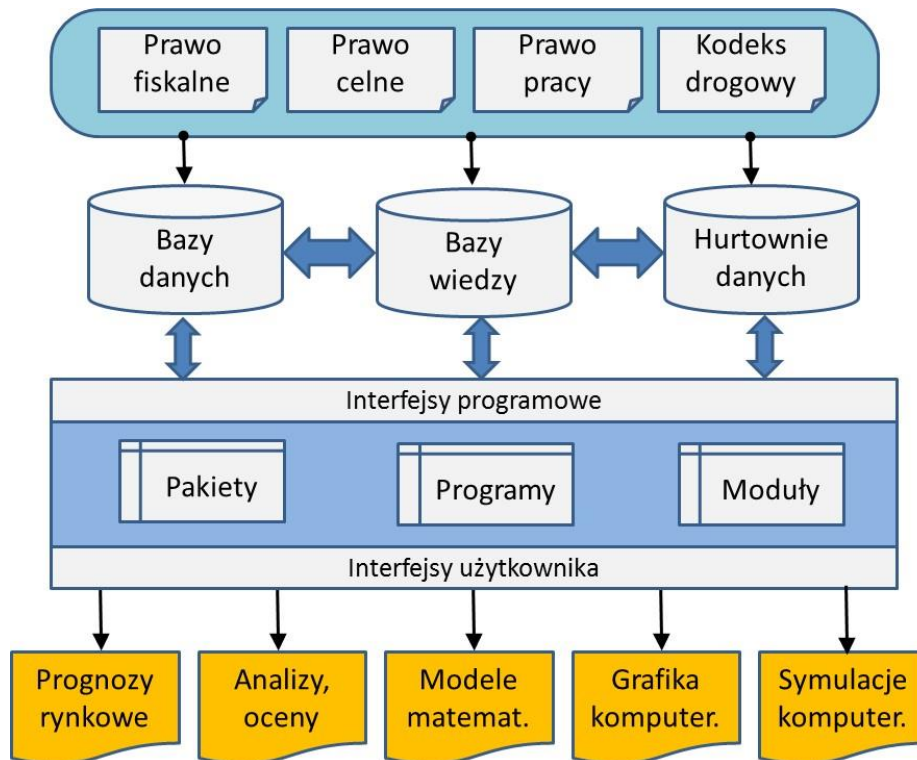 Prawo
fiskalne
Prawo
celne
Prawo
pracy
Kodeks
drogowy
Bazy
danych
Bazy
wiedzy
Hurtownie
danych
Interfejsy programowe
Pakiety
Programy
Moduły
Interfejsy użytkownika
Prognozy
rynkowe
Analizy,
oceny
Modele
matemat.
Grafika
komputer.
Symulacje
komputer.